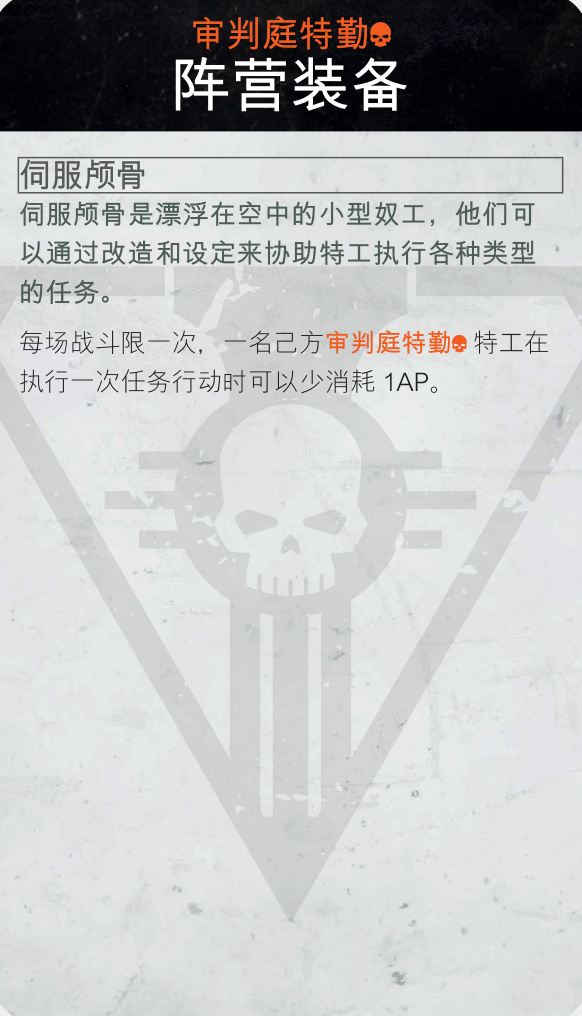 审判庭特勤
阵营装备
伺服颅骨
伺服颅骨是漂浮在空中的小型奴工，他们可
以通过改造和设定来协助特工执行各种类型
的任务。
每场战斗限一次，一名己方审判庭特勤 特工在
执行一次任务行动时可以少消耗 1AP。